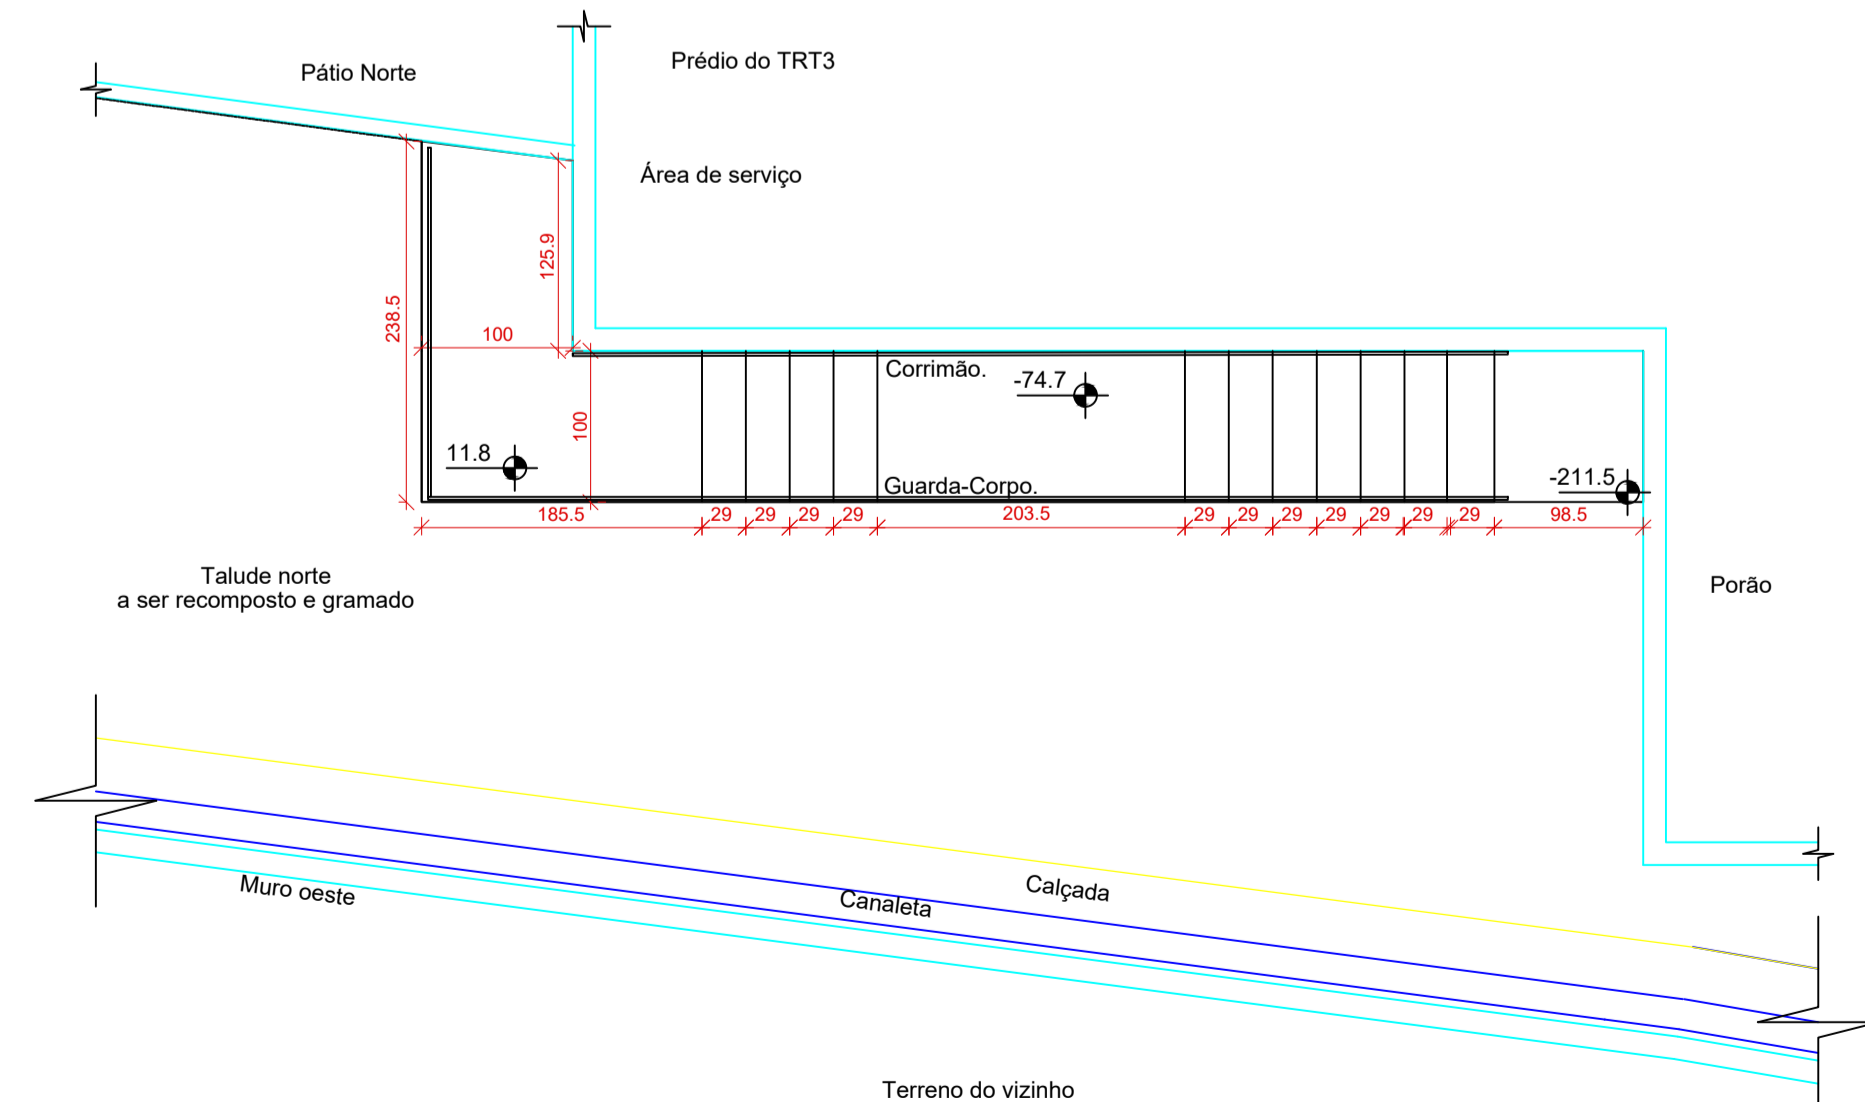 Prédio do TRT3
Pátio Norte
Área de serviço
125.9
238.5
100
Corrimão.
-74.7
100
11.8
Guarda-Corpo.
-211.5
185.5
29
29
29
29
203.5
29
29
29
29
29
29
29
98.5
Talude norte
a ser recomposto e gramado
Porão
Muro oeste
Canaleta
Calçada
Terreno do vizinho